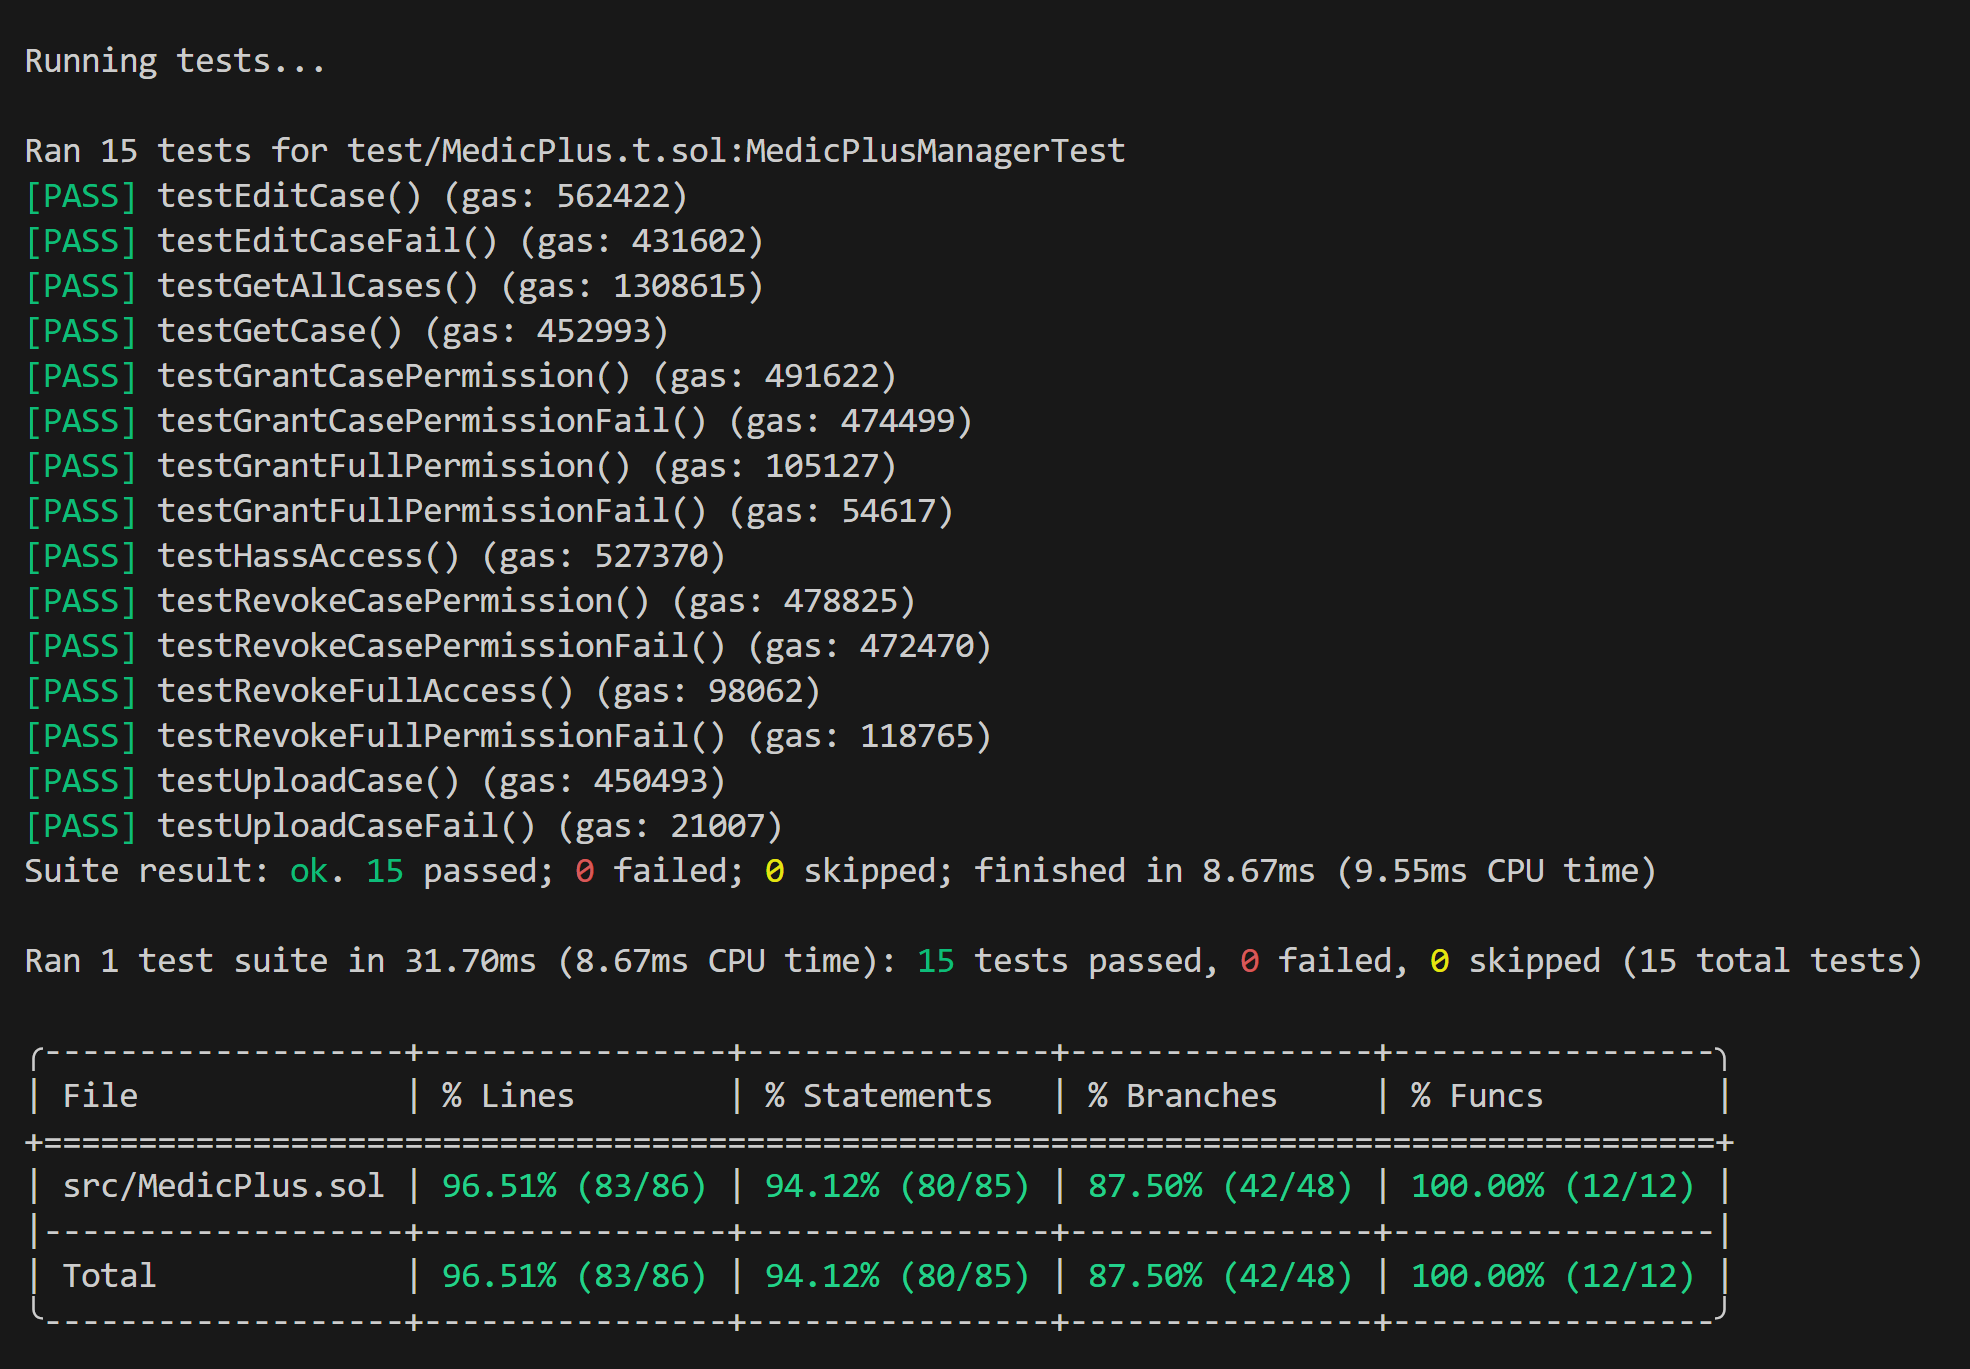 Running tests...
Ran 15 tests for test/MedicPlus.t.sol:MedicPlusManagerTest
[PASS] testEditCase() (gas: 562422)
[PASS] testEditCaseFail() (gas: 431602)
[PASS] testGetAllCases() (gas: 1308615)
[PASS] testGetCase() (gas: 452993)
[PASS] testGrantCasePermission() (gas: 491622)
[PASS] testGrantCasePermissionFail() (gas: 474499)
[PASS] testGrantFullPermission() (gas: 105127)
[PASS] testGrantFullPermissionFail() (gas: 54617)
[PASS] testHassAccess() (gas: 527370)
[PASS] testRevokeCasePermission() (gas: 478825)
[PASS] testRevokeCasePermissionFail() (gas: 472470)
[PASS] testRevokeFullAccess() (gas: 98062)
[PASS] testRevokeFullPermissionFail() (gas: 118765)
[PASS] testUploadCase() (gas: 450493)
[PASS] testUploadCaseFail() (gas: 21007)
Suite result: ok. 15 passed; 0 failed; 0 skipped; finished in 8.67ms (9.55ms CPU time)
Ran 1 test suite in 31.70ms (8.67ms CPU time): 15 tests passed, 0 failed, 0 skipped (15 total tests)
╭-------------------+----------------+----------------+----------------+-----------------╮
| File | % Lines | % Statements | % Branches | % Funcs |
+========================================================================================+
| src/MedicPlus.sol | 96.51% (83/86) | 94.12% (80/85) | 87.50% (42/48) | 100.00% (12/12) |
|-------------------+----------------+----------------+----------------+-----------------|
| Total | 96.51% (83/86) | 94.12% (80/85) | 87.50% (42/48) | 100.00% (12/12) |
╰-------------------+----------------+----------------+----------------+-----------------╯